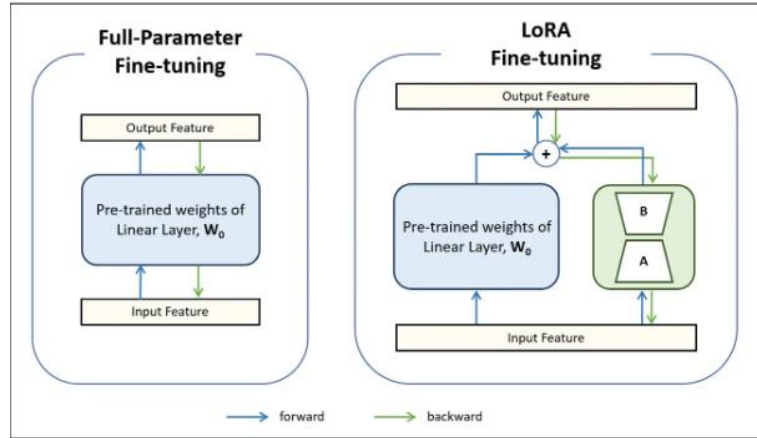 Full-Parameter
Fine-tuning
Output Feature
Pre-trained weights of
Linear Layer, W₀
Input Feature
LoRA
Fine-tuning
Output Feature
+
Pre-trained weights of
Linear Layer, W₀
B
A
Input Feature
forward
backward